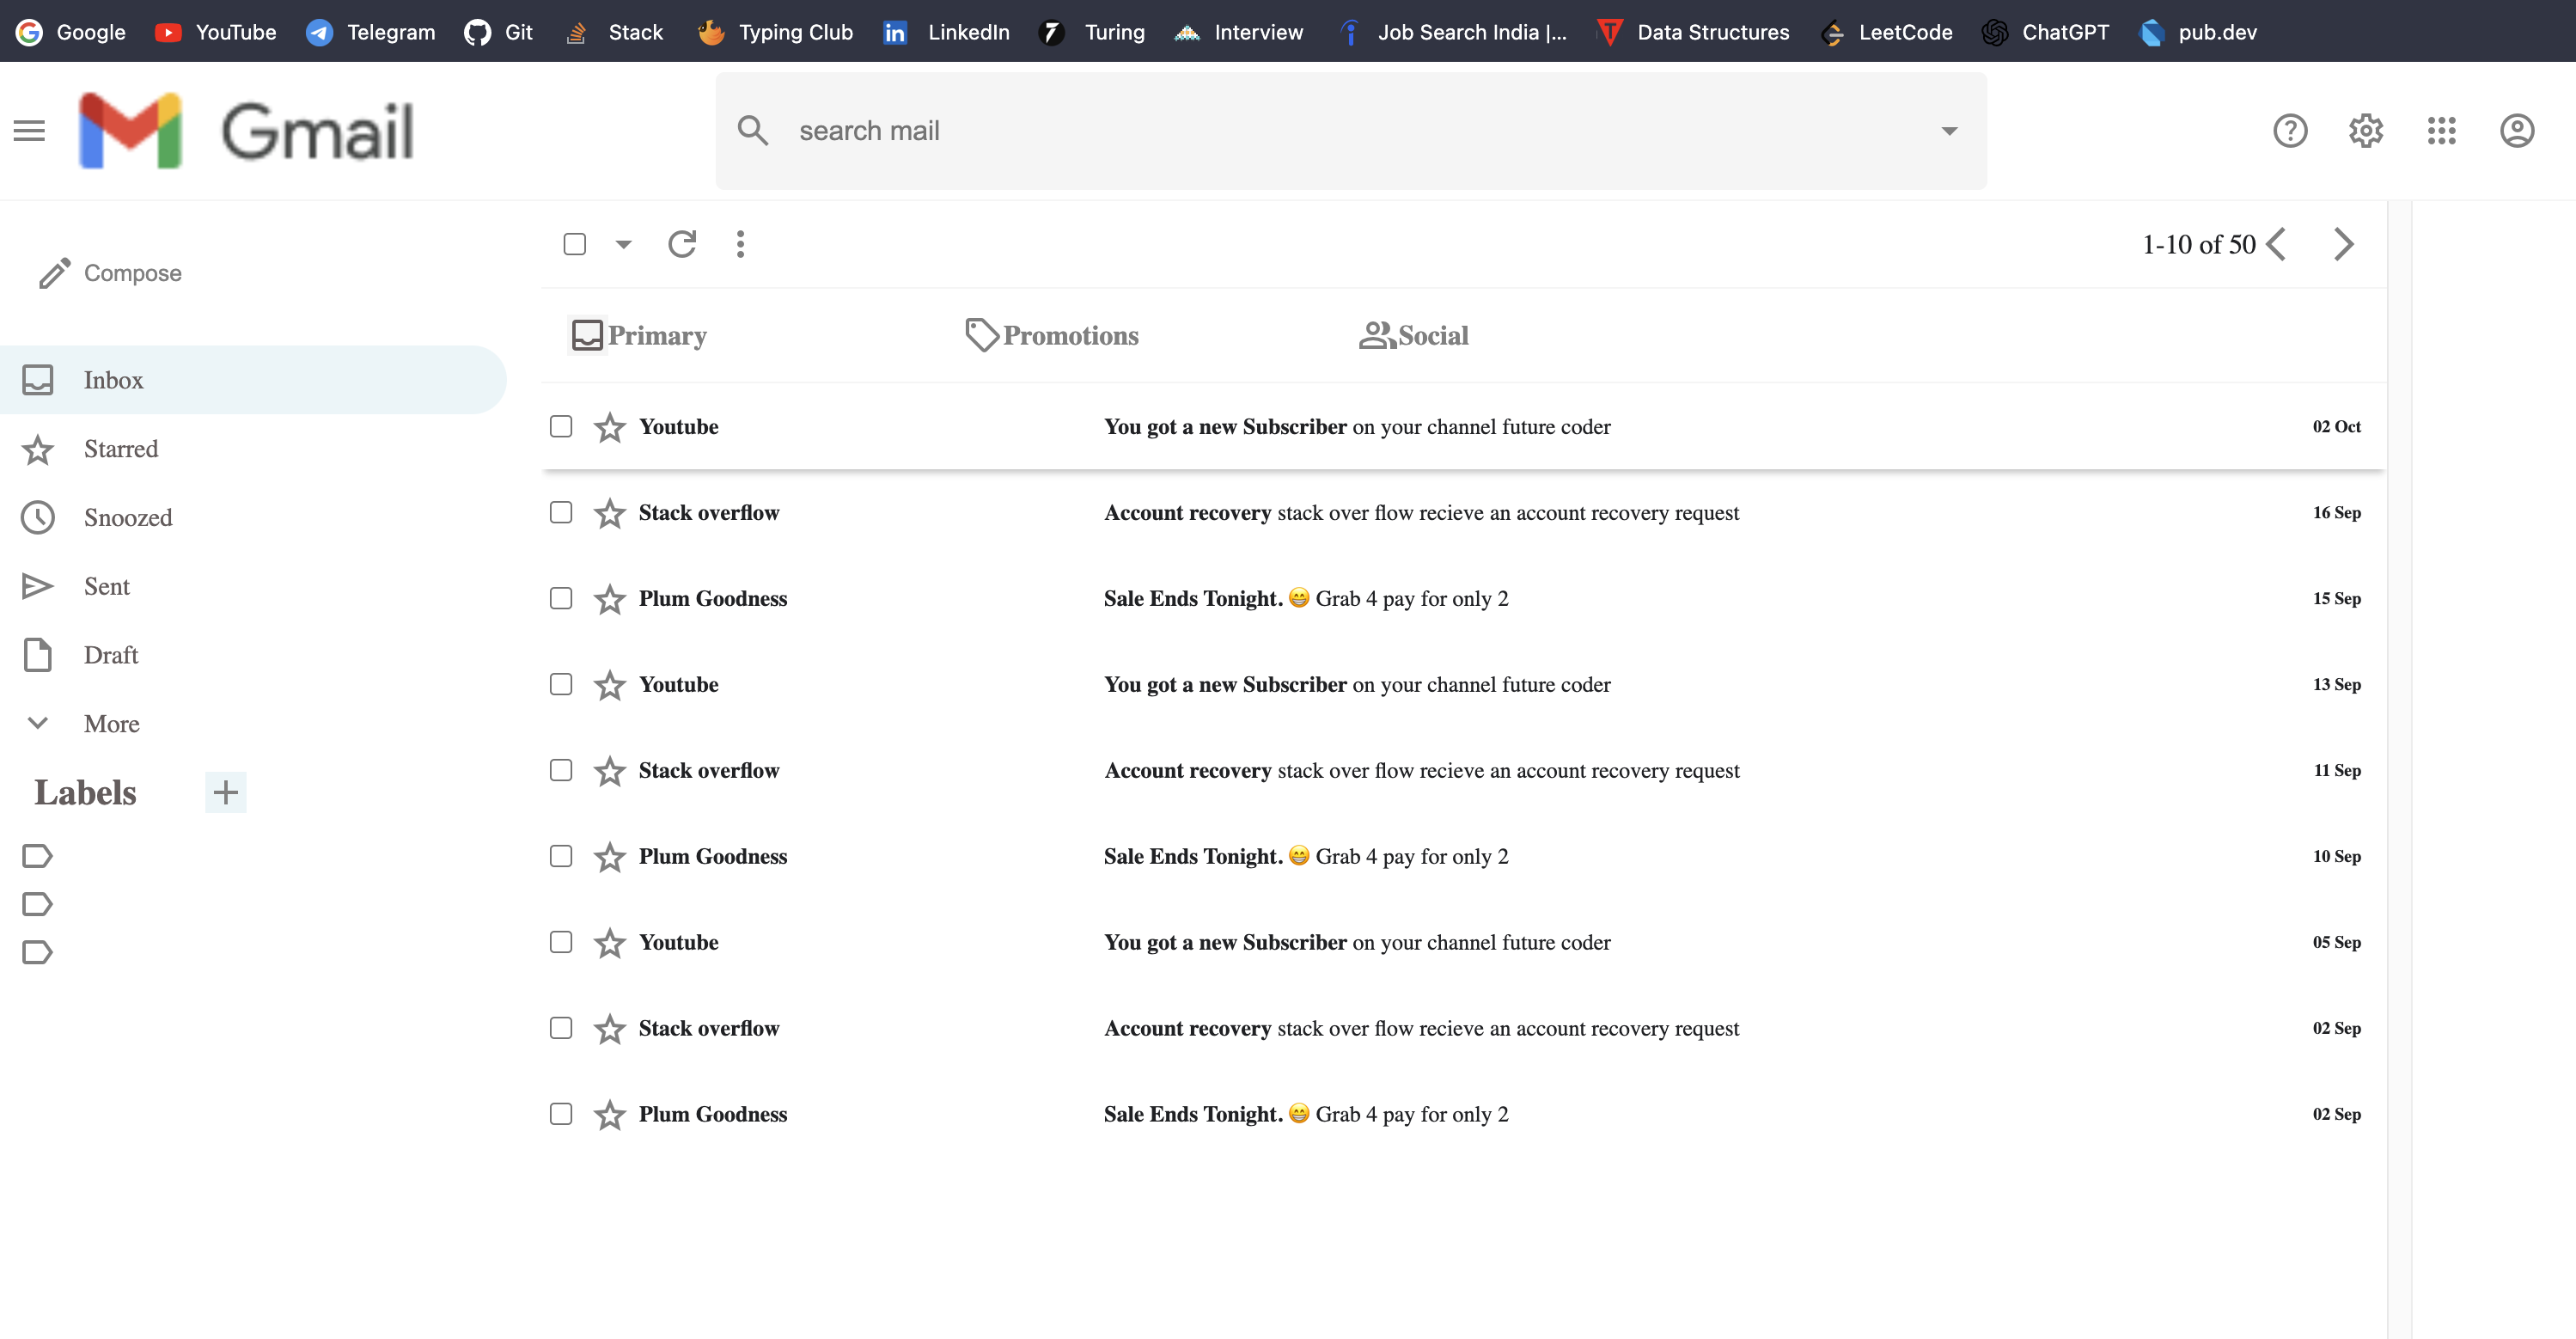 Google YouTube Telegram Git Stack Typing Club LinkedIn Turing Interview Job Search India |... Data Structures LeetCode ChatGPT pub.dev
Gmail search mail
Compose
1-10 of 50
Primary Promotions Social
Inbox
Starred
Snoozed
Sent
Draft
More
Labels
Youtube You got a new Subscriber on your channel future coder 02 Oct
Stack overflow Account recovery stack over flow recieve an account recovery request 16 Sep
Plum Goodness Sale Ends Tonight. 😁 Grab 4 pay for only 2 15 Sep
Youtube You got a new Subscriber on your channel future coder 13 Sep
Stack overflow Account recovery stack over flow recieve an account recovery request 11 Sep
Plum Goodness Sale Ends Tonight. 😁 Grab 4 pay for only 2 10 Sep
Youtube You got a new Subscriber on your channel future coder 05 Sep
Stack overflow Account recovery stack over flow recieve an account recovery request 02 Sep
Plum Goodness Sale Ends Tonight. 😁 Grab 4 pay for only 2 02 Sep